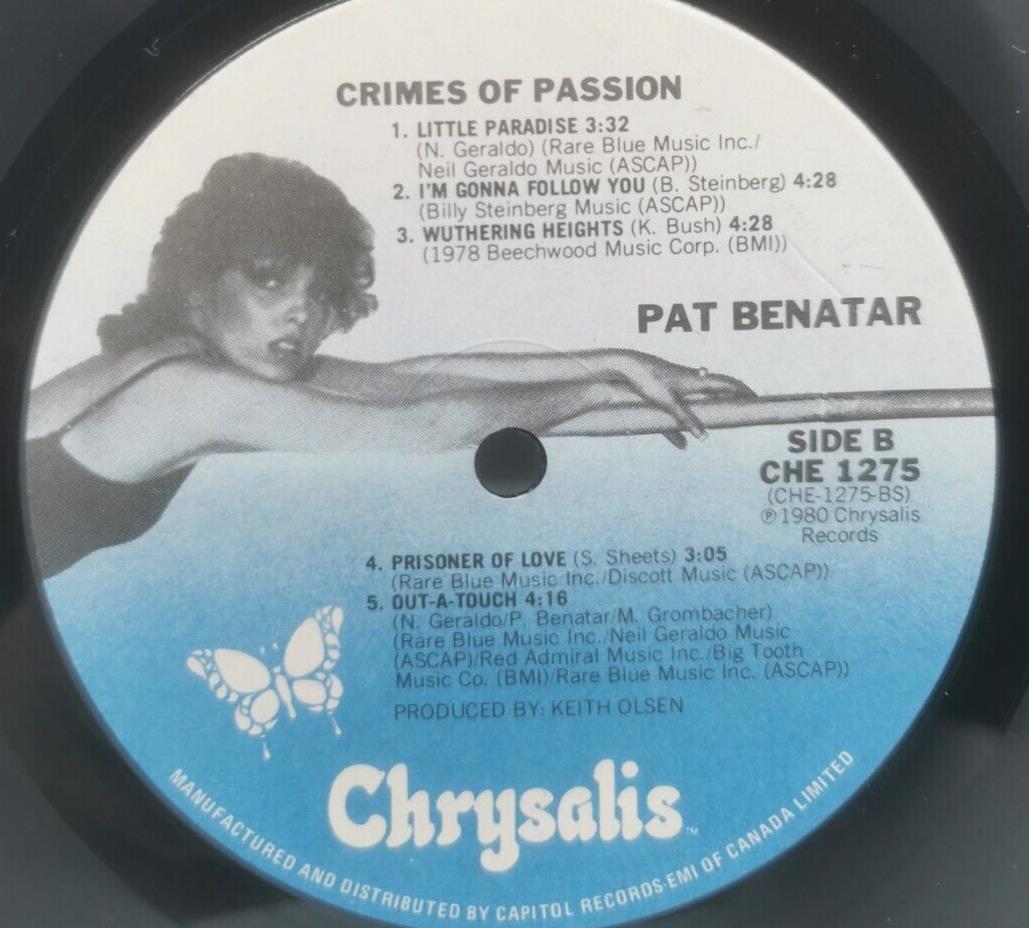 CRIMES OF PASSION
1. LITTLE PARADISE 3:32
(N. Geraldo) (Rare Blue Music Inc./
Neil Geraldo Music (ASCAP))
2. I'M GONNA FOLLOW YOU (B. Steinberg) 4:28
(Billy Steinberg Music (ASCAP))
3. WUTHERING HEIGHTS (K. Bush) 4:28
(1978 Beechwood Music Corp. (BMI))
PAT BENATAR
SIDE B
CHE 1275
(CHE-1275-BS)
℗1980 Chrysalis
Records
4. PRISONER OF LOVE (S. Sheets) 3:05
(Rare Blue Music Inc./Discott Music (ASCAP))
5. OUT-A-TOUCH 4:16
(N. Geraldo/P. Benatar/M. Grombacher)
(Rare Blue Music Inc./Neil Geraldo Music
(ASCAP)/Red Admiral Music Inc./Big Tooth
Music Co. (BMI)/Rare Blue Music Inc. (ASCAP))
PRODUCED BY: KEITH OLSEN
Chrysalis™
MANUFACTURED AND DISTRIBUTED BY CAPITOL RECORDS-EMI OF CANADA LIMITED